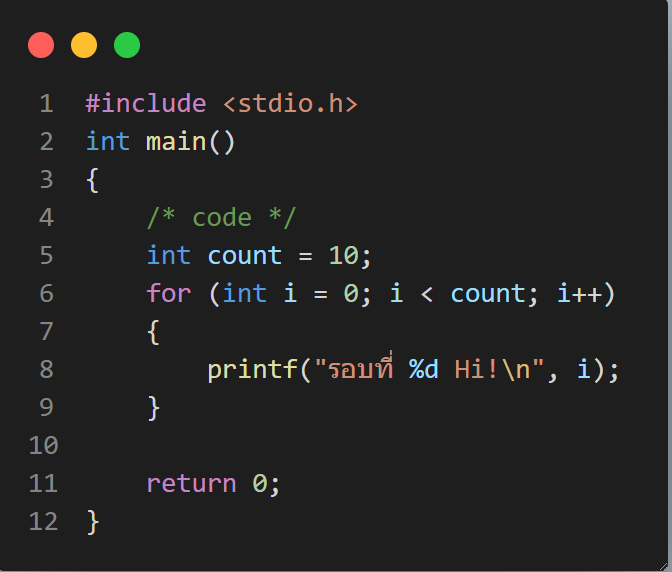 1 #include <stdio.h>
2 int main()
3 {
4     /* code */
5     int count = 10;
6     for (int i = 0; i < count; i++)
7     {
8         printf("รอบที่ %d Hi!\n", i);
9     }
10
11     return 0;
12 }